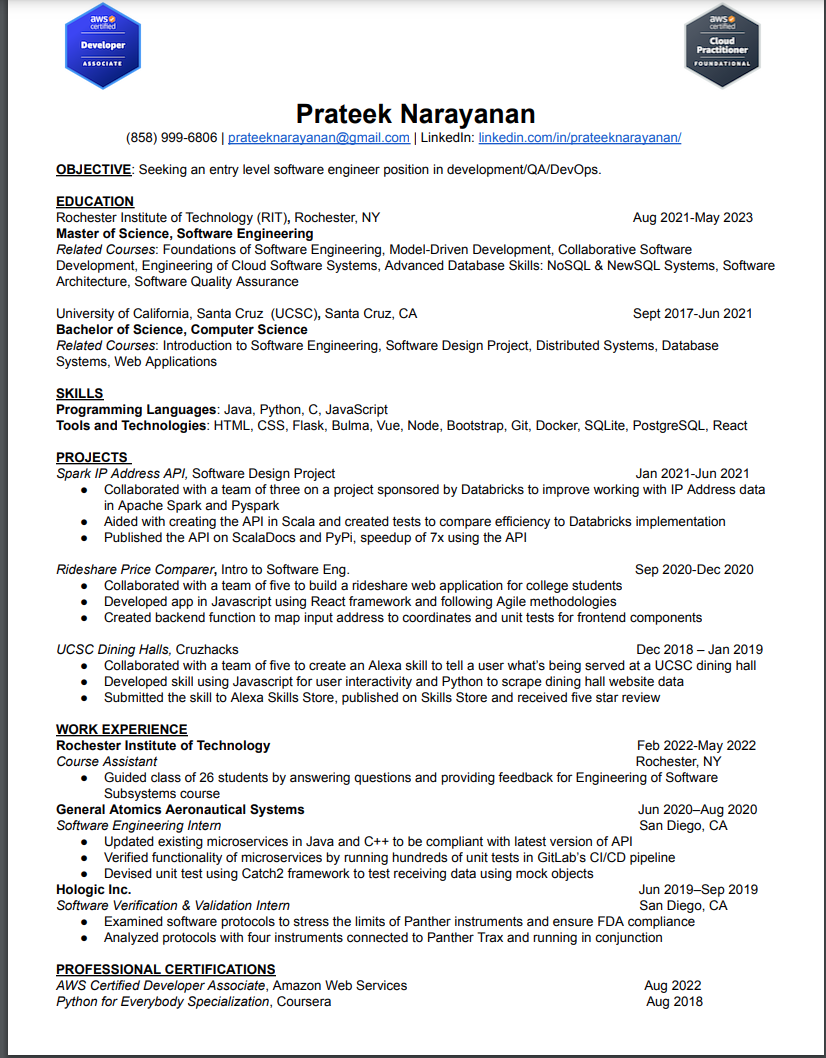 aws certified
Developer
ASSOCIATE
aws certified
Cloud Practitioner
FOUNDATIONAL
Prateek Narayanan
(858) 999-6806 | prateeknarayanan@gmail.com | LinkedIn: linkedin.com/in/prateeknarayanan/
OBJECTIVE: Seeking an entry level software engineer position in development/QA/DevOps.
EDUCATION
Rochester Institute of Technology (RIT), Rochester, NY Aug 2021-May 2023
Master of Science, Software Engineering
Related Courses: Foundations of Software Engineering, Model-Driven Development, Collaborative Software
Development, Engineering of Cloud Software Systems, Advanced Database Skills: NoSQL & NewSQL Systems, Software
Architecture, Software Quality Assurance
University of California, Santa Cruz (UCSC), Santa Cruz, CA Sept 2017-Jun 2021
Bachelor of Science, Computer Science
Related Courses: Introduction to Software Engineering, Software Design Project, Distributed Systems, Database
Systems, Web Applications
SKILLS
Programming Languages: Java, Python, C, JavaScript
Tools and Technologies: HTML, CSS, Flask, Bulma, Vue, Node, Bootstrap, Git, Docker, SQLite, PostgreSQL, React
PROJECTS
Spark IP Address API, Software Design Project Jan 2021-Jun 2021
● Collaborated with a team of three on a project sponsored by Databricks to improve working with IP Address data
in Apache Spark and Pyspark
● Aided with creating the API in Scala and created tests to compare efficiency to Databricks implementation
● Published the API on ScalaDocs and PyPi, speedup of 7x using the API
Rideshare Price Comparer, Intro to Software Eng. Sep 2020-Dec 2020
● Collaborated with a team of five to build a rideshare web application for college students
● Developed app in Javascript using React framework and following Agile methodologies
● Created backend function to map input address to coordinates and unit tests for frontend components
UCSC Dining Halls, Cruzhacks Dec 2018 – Jan 2019
● Collaborated with a team of five to create an Alexa skill to tell a user what's being served at a UCSC dining hall
● Developed skill using Javascript for user interactivity and Python to scrape dining hall website data
● Submitted the skill to Alexa Skills Store, published on Skills Store and received five star review
WORK EXPERIENCE
Rochester Institute of Technology Feb 2022-May 2022
Course Assistant Rochester, NY
● Guided class of 26 students by answering questions and providing feedback for Engineering of Software
Subsystems course
General Atomics Aeronautical Systems Jun 2020–Aug 2020
Software Engineering Intern San Diego, CA
● Updated existing microservices in Java and C++ to be compliant with latest version of API
● Verified functionality of microservices by running hundreds of unit tests in GitLab's CI/CD pipeline
● Devised unit test using Catch2 framework to test receiving data using mock objects
Hologic Inc. Jun 2019–Sep 2019
Software Verification & Validation Intern San Diego, CA
● Examined software protocols to stress the limits of Panther instruments and ensure FDA compliance
● Analyzed protocols with four instruments connected to Panther Trax and running in conjunction
PROFESSIONAL CERTIFICATIONS
AWS Certified Developer Associate, Amazon Web Services Aug 2022
Python for Everybody Specialization, Coursera Aug 2018